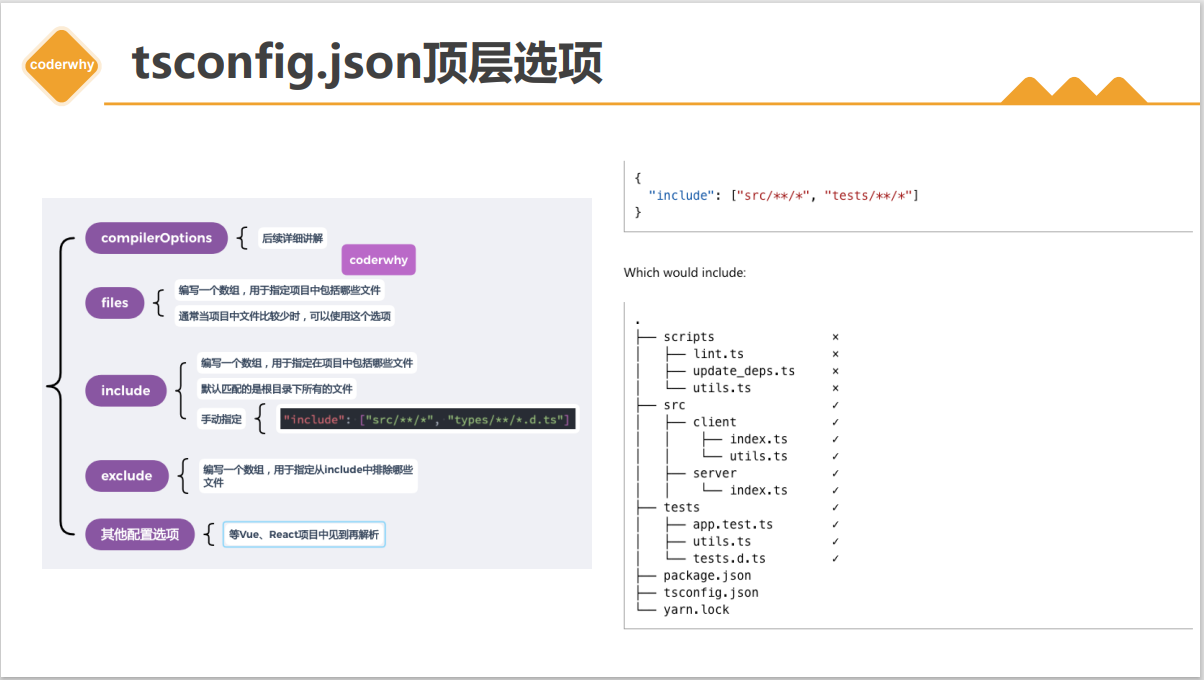 coderwhy
tsconfig.json顶层选项
compilerOptions
后续详细讲解
coderwhy
files
编写一个数组，用于指定项目中包括哪些文件
通常当项目中文件比较少时，可以使用这个选项
include
编写一个数组，用于指定在项目中包括哪些文件
默认匹配的是根目录下所有的文件
手动指定
"include": ["src/**/*", "types/**/*.d.ts"]
exclude
编写一个数组，用于指定从include中排除哪些
文件
其他配置选项
等Vue、React项目中见到再解析
{
  "include": ["src/**/*", "tests/**/*"]
}
Which would include:
.
├── scripts                ×
│   ├── lint.ts            ×
│   ├── update_deps.ts     ×
│   └── utils.ts           ×
├── src                    ✓
│   ├── client             ✓
│   │    ├── index.ts      ✓
│   │    └── utils.ts      ✓
│   ├── server             ✓
│   │    └── index.ts      ✓
├── tests                  ✓
│   ├── app.test.ts        ✓
│   ├── utils.ts           ✓
│   └── tests.d.ts         ✓
├── package.json
├── tsconfig.json
└── yarn.lock